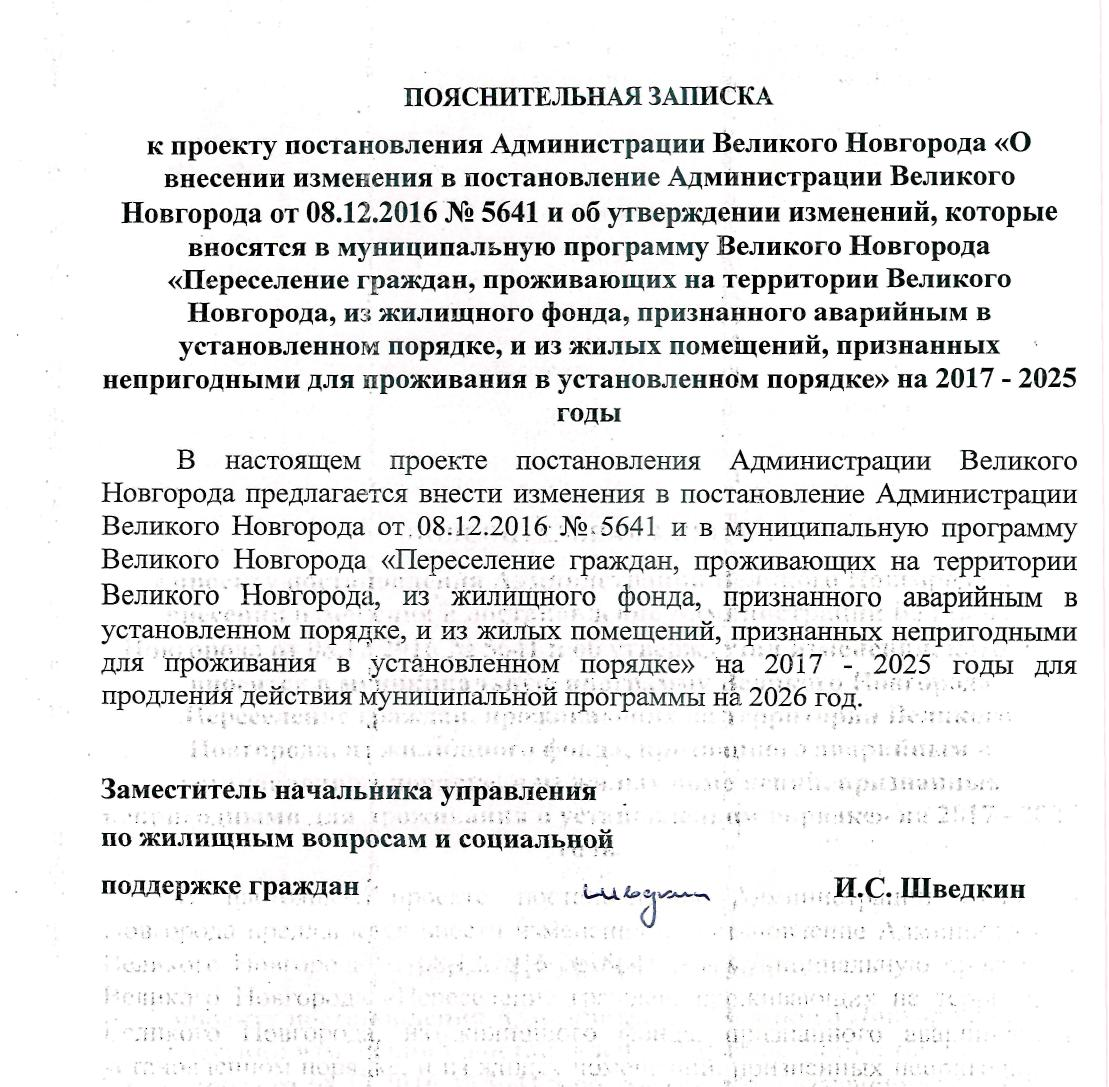 ПОЯСНИТЕЛЬНАЯ ЗАПИСКА
к проекту постановления Администрации Великого Новгорода «О
внесении изменения в постановление Администрации Великого
Новгорода от 08.12.2016 № 5641 и об утверждении изменений, которые
вносятся в муниципальную программу Великого Новгорода
«Переселение граждан, проживающих на территории Великого
Новгорода, из жилищного фонда, признанного аварийным в
установленном порядке, и из жилых помещений, признанных
непригодными для проживания в установленном порядке» на 2017 - 2025
годы
В настоящем проекте постановления Администрации Великого
Новгорода предлагается внести изменения в постановление Администрации
Великого Новгорода от 08.12.2016 № 5641 и в муниципальную программу
Великого Новгорода «Переселение граждан, проживающих на территории
Великого Новгорода, из жилищного фонда, признанного аварийным в
установленном порядке, и из жилых помещений, признанных непригодными
для проживания в установленном порядке» на 2017 - 2025 годы для
продления действия муниципальной программы на 2026 год.
Заместитель начальника управления
по жилищным вопросам и социальной
поддержке граждан И.С. Шведкин